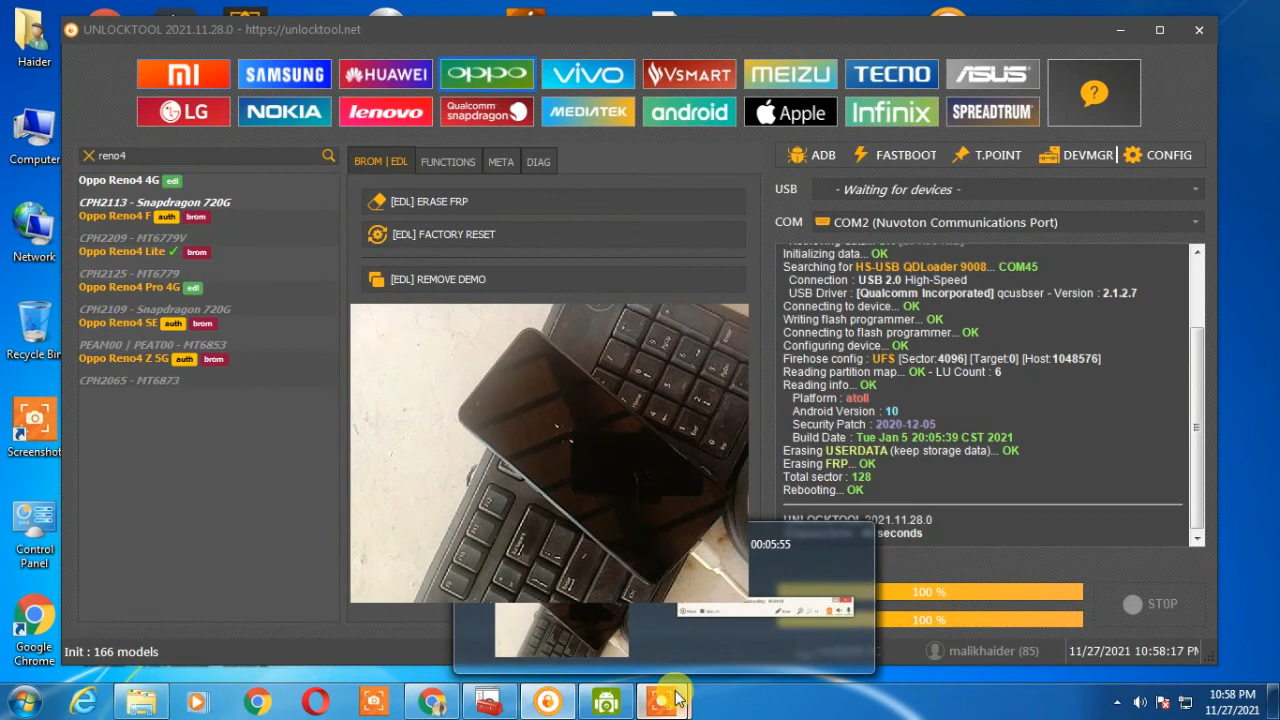 UNLOCKTOOL 2021.11.28.0 - https://unlocktool.net
Haider
Computer
Network
Recycle Bin
Screenshot
Control
Panel
Google
Chrome
MI SAMSUNG HUAWEI OPPO VIVO VSMART MEIZU TECNO ASUS
LG NOKIA lenovo Qualcomm snapdragon MEDIATEK android Apple Infinix SPREADTRUM ?
reno4
Oppo Reno4 4G edl
CPH2113 - Snapdragon 720G
Oppo Reno4 F auth brom
CPH2209 - MT6779V
Oppo Reno4 Lite ✓ brom
CPH2125 - MT6779
Oppo Reno4 Pro 4G edl
CPH2109 - Snapdragon 720G
Oppo Reno4 SE auth brom
PEAM00 | PEAT00 - MT6853
Oppo Reno4 Z 5G auth brom
CPH2065 - MT6873
BROM | EDL FUNCTIONS META DIAG
[EDL] ERASE FRP
[EDL] FACTORY RESET
[EDL] REMOVE DEMO
ADB FASTBOOT T.POINT DEVMGR CONFIG
USB - Waiting for devices -
COM COM2 (Nuvoton Communications Port)
Initializing data... OK
Searching for HS-USB QDLoader 9008... COM45
Connection : USB 2.0 High-Speed
USB Driver : [Qualcomm Incorporated] qcusbser - Version : 2.1.2.7
Connecting to device... OK
Writing flash programmer... OK
Connecting to flash programmer... OK
Configuring device... OK
Firehose config : UFS [Sector:4096] [Target:0] [Host:1048576]
Reading partition map... OK - LU Count : 6
Reading info... OK
Platform : atoll
Android Version : 10
Security Patch : 2020-12-05
Build Date : Tue Jan 5 20:05:39 CST 2021
Erasing USERDATA (keep storage data)... OK
Erasing FRP... OK
Total sector : 128
Rebooting... OK
UNLOCKTOOL 2021.11.28.0
seconds
00:05:55
100 %
100 %
STOP
Init : 166 models
malikhaider (85)
11/27/2021 10:58:17 PM
10:58 PM
11/27/2021